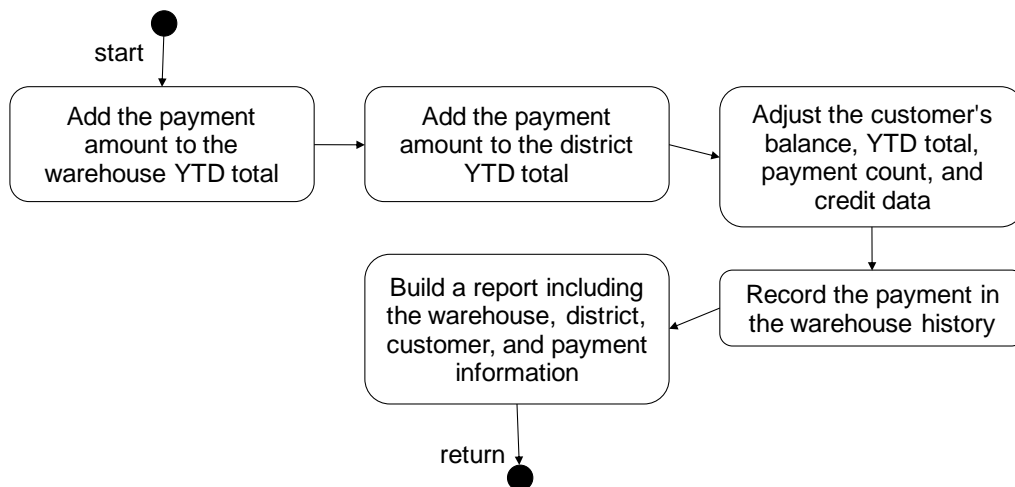 start
Add the payment
amount to the
warehouse YTD total
Add the payment
amount to the district
YTD total
Adjust the customer's
balance, YTD total,
payment count, and
credit data
Record the payment in
the warehouse history
Build a report including
the warehouse, district,
customer, and payment
information
return